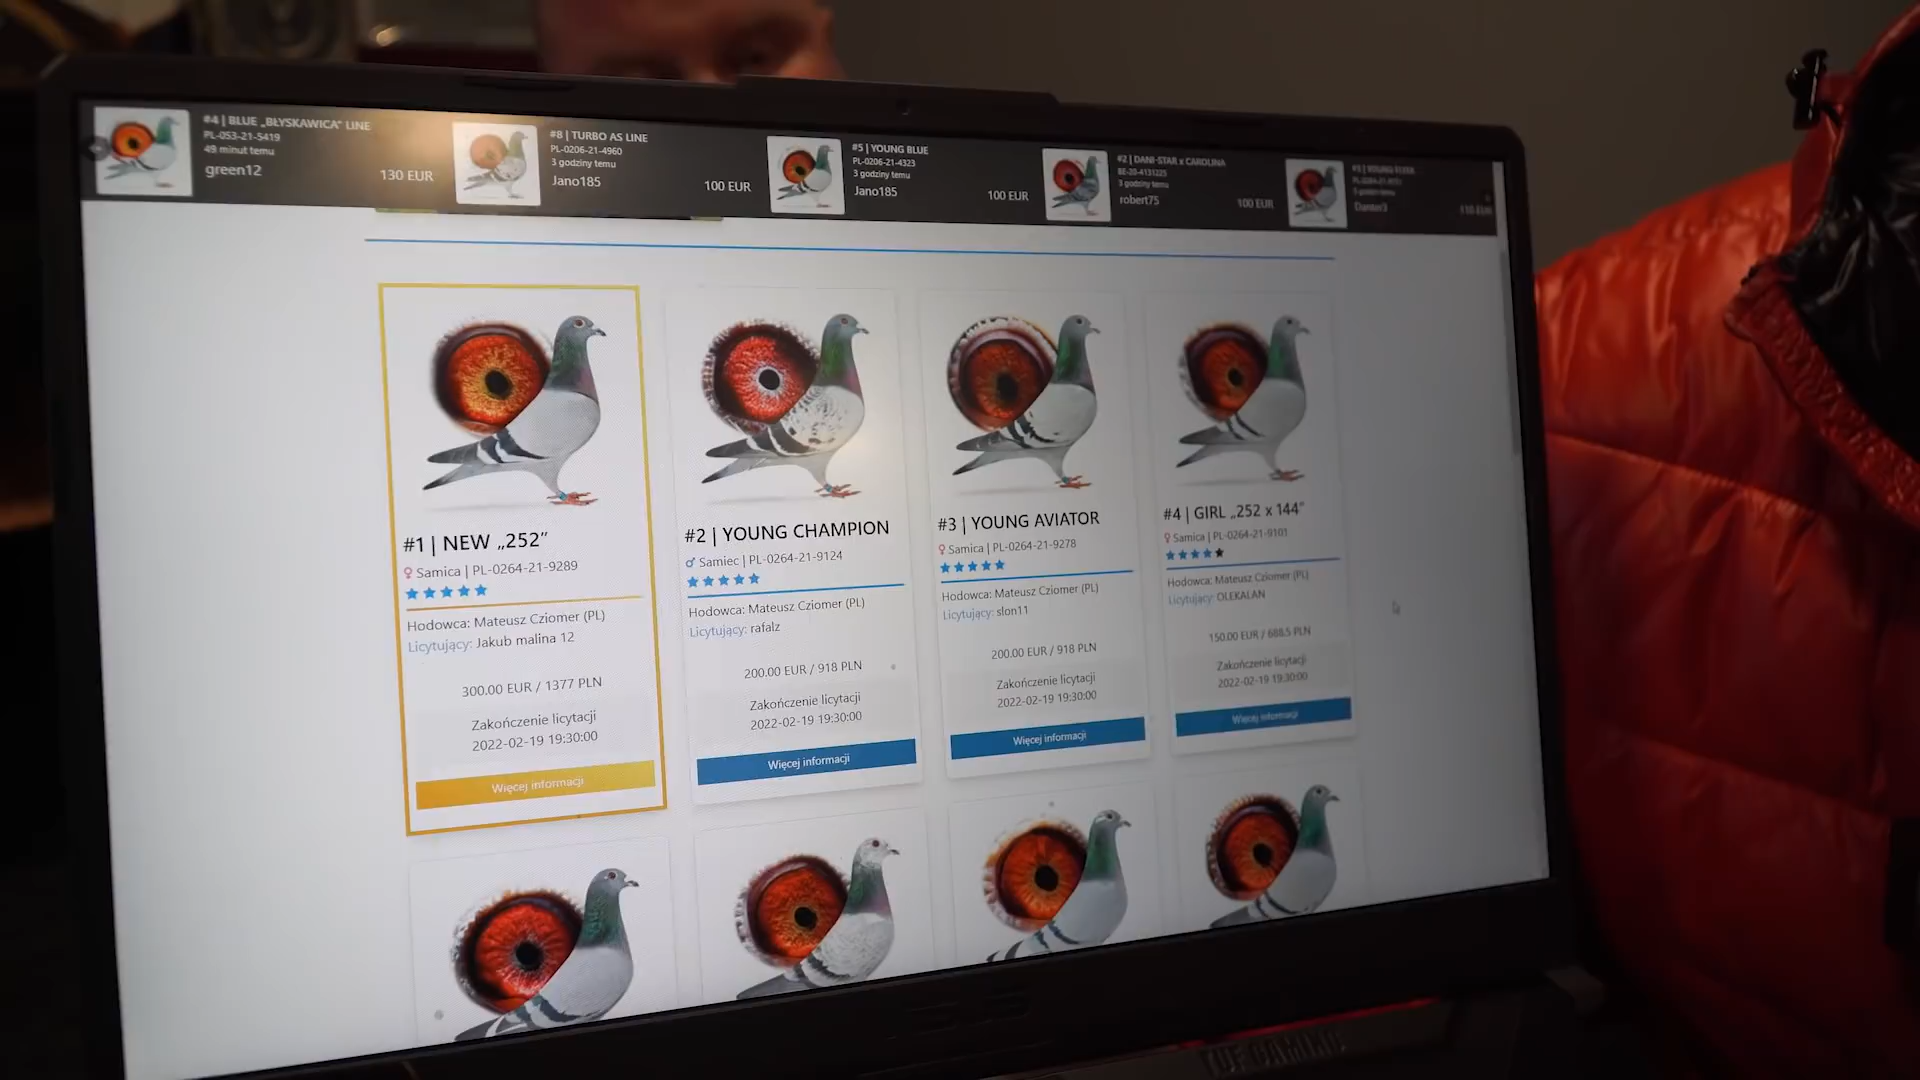 #4 | BLUE „BŁYSKAWICA" LINE
PL-053-21-5419
49 minut temu
green12
130 EUR
#8 | TURBO AS LINE
PL-0206-21-4960
3 godziny temu
Jano185
100 EUR
#5 | YOUNG BLUE
PL-0206-21-4323
3 godziny temu
Jano185
100 EUR
#2 | DANI-STAR x CAROLINA
BE-20-4131225
3 godziny temu
robert75
100 EUR
110 EUR
#1 | NEW „252"
Samica | PL-0264-21-9289
Hodowca: Mateusz Cziomer (PL)
Licytujący: Jakub malina 12
300.00 EUR / 1377 PLN
Zakończenie licytacji
2022-02-19 19:30:00
Więcej informacji
#2 | YOUNG CHAMPION
Samiec | PL-0264-21-9124
Hodowca: Mateusz Cziomer (PL)
Licytujący: rafalz
200.00 EUR / 918 PLN
Zakończenie licytacji
2022-02-19 19:30:00
Więcej informacji
#3 | YOUNG AVIATOR
Samica | PL-0264-21-9278
Hodowca: Mateusz Cziomer (PL)
Licytujący: slon11
200.00 EUR / 918 PLN
Zakończenie licytacji
2022-02-19 19:30:00
Więcej informacji
#4 | GIRL „252 x 144"
Samica | PL-0264-21-9101
Hodowca: Mateusz Cziomer (PL)
Licytujący: OLEKALAN
150.00 EUR / 688.5 PLN
Zakończenie licytacji
2022-02-19 19:30:00
Więcej informacji
TUF GAMING